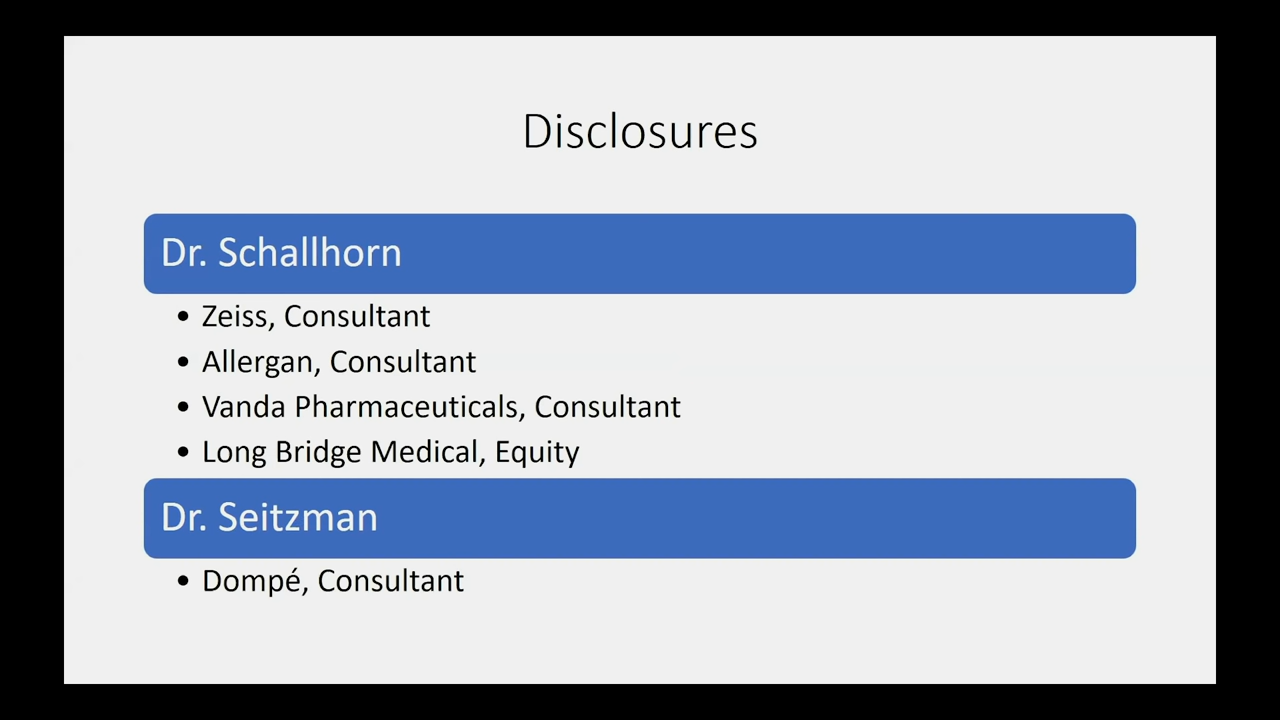 Disclosures
Dr. Schallhorn
• Zeiss, Consultant
• Allergan, Consultant
• Vanda Pharmaceuticals, Consultant
• Long Bridge Medical, Equity
Dr. Seitzman
• Dompé, Consultant